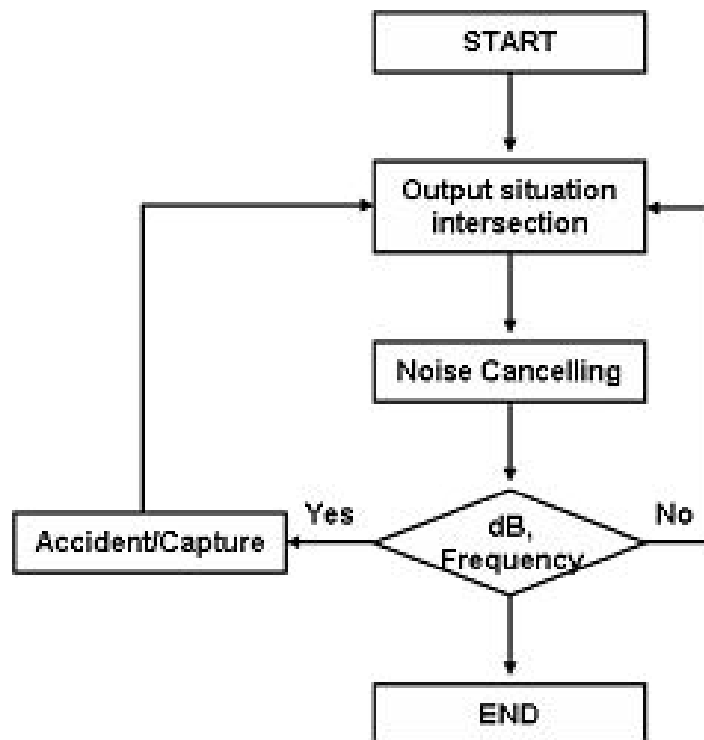 START
Output situation
intersection
Noise Cancelling
Yes
No
dB,
Frequency
Accident/Capture
END